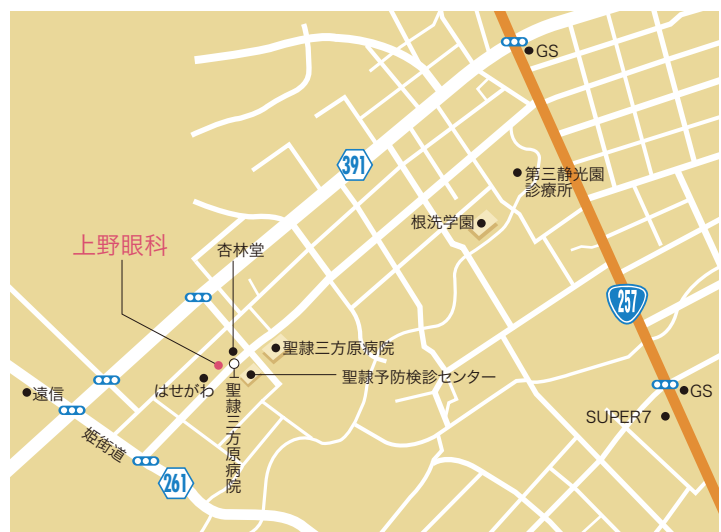 GS
391
第三静光園
診療所
根洗学園
上野眼科
杏林堂
257
聖隷三方原病院
聖隷予防検診センター
はせがわ
遠信
聖隷三方原病院
GS
SUPER7
姫街道
261